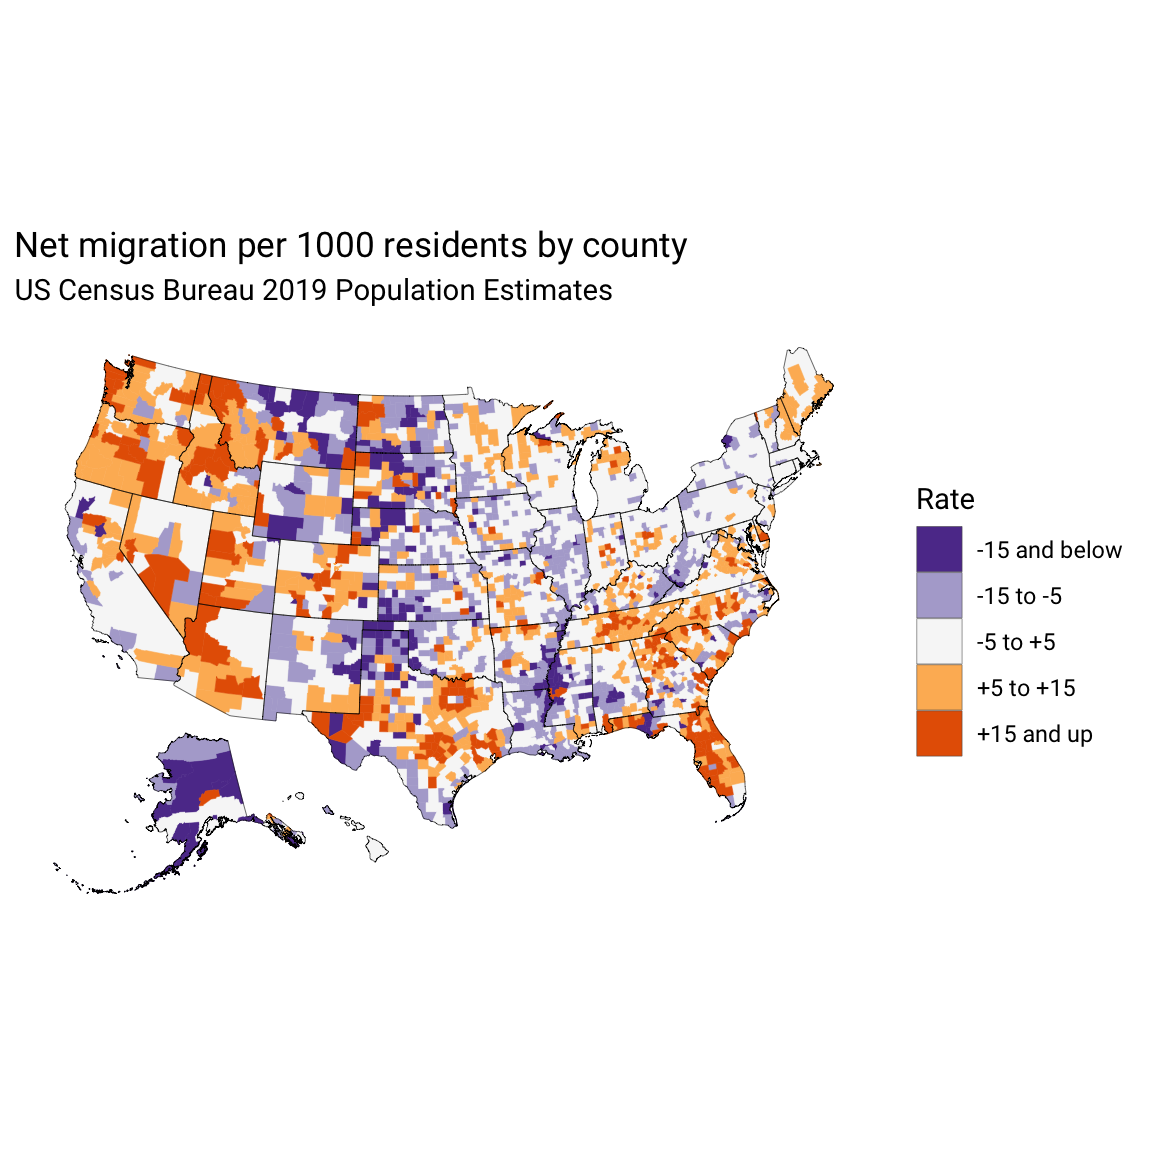 Net migration per 1000 residents by county
US Census Bureau 2019 Population Estimates
Rate
-15 and below
-15 to -5
-5 to +5
+5 to +15
+15 and up